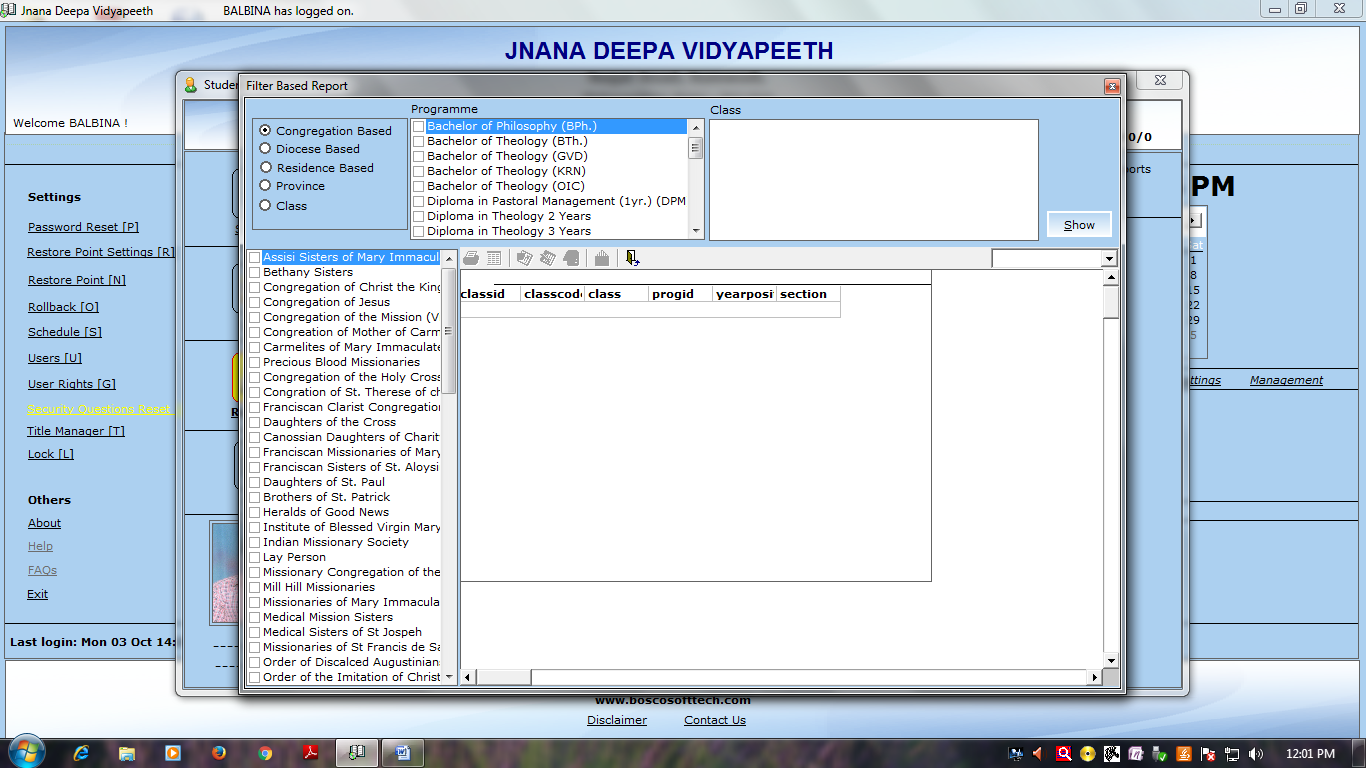 Jnana Deepa Vidyapeeth BALBINA has logged on.
JNANA DEEPA VIDYAPEETH
Welcome BALBINA !
Filter Based Report
Congregation Based
Diocese Based
Residence Based
Province
Class
Programme
Bachelor of Philosophy (BPh.)
Bachelor of Theology (BTh.)
Bachelor of Theology (GVD)
Bachelor of Theology (KRN)
Bachelor of Theology (OIC)
Diploma in Pastoral Management (1yr.) (DPM
Diploma in Theology 2 Years
Diploma in Theology 3 Years
Class
Show
0/0
PM
Settings
Password Reset [P]
Restore Point Settings [R]
Restore Point [N]
Rollback [O]
Schedule [S]
Users [U]
User Rights [G]
Security Questions Reset
Title Manager [T]
Lock [L]
Others
About
Help
FAQs
Exit
Last login: Mon 03 Oct 14:
Assisi Sisters of Mary Immacul
Bethany Sisters
Congregation of Christ the King
Congregation of Jesus
Congregation of the Mission (V
Congreation of Mother of Carm
Carmelites of Mary Immaculate
Precious Blood Missionaries
Congregation of the Holy Cross
Congration of St. Therese of ch
Franciscan Clarist Congregation
Daughters of the Cross
Canossian Daughters of Charit
Franciscan Missionaries of Mary
Franciscan Sisters of St. Aloysi
Daughters of St. Paul
Brothers of St. Patrick
Heralds of Good News
Institute of Blessed Virgin Mary
Indian Missionary Society
Lay Person
Missionary Congregation of the
Mill Hill Missionaries
Missionaries of Mary Immacula
Medical Mission Sisters
Medical Sisters of St Jospeh
Missionaries of St Francis de Sa
Order of Discalced Augustinian
Order of the Imitation of Christ
classid classcod class progid yearposit section
1
8
15
22
29
5
ttings Management
www.boscosofttech.com
Disclaimer Contact Us
12:01 PM